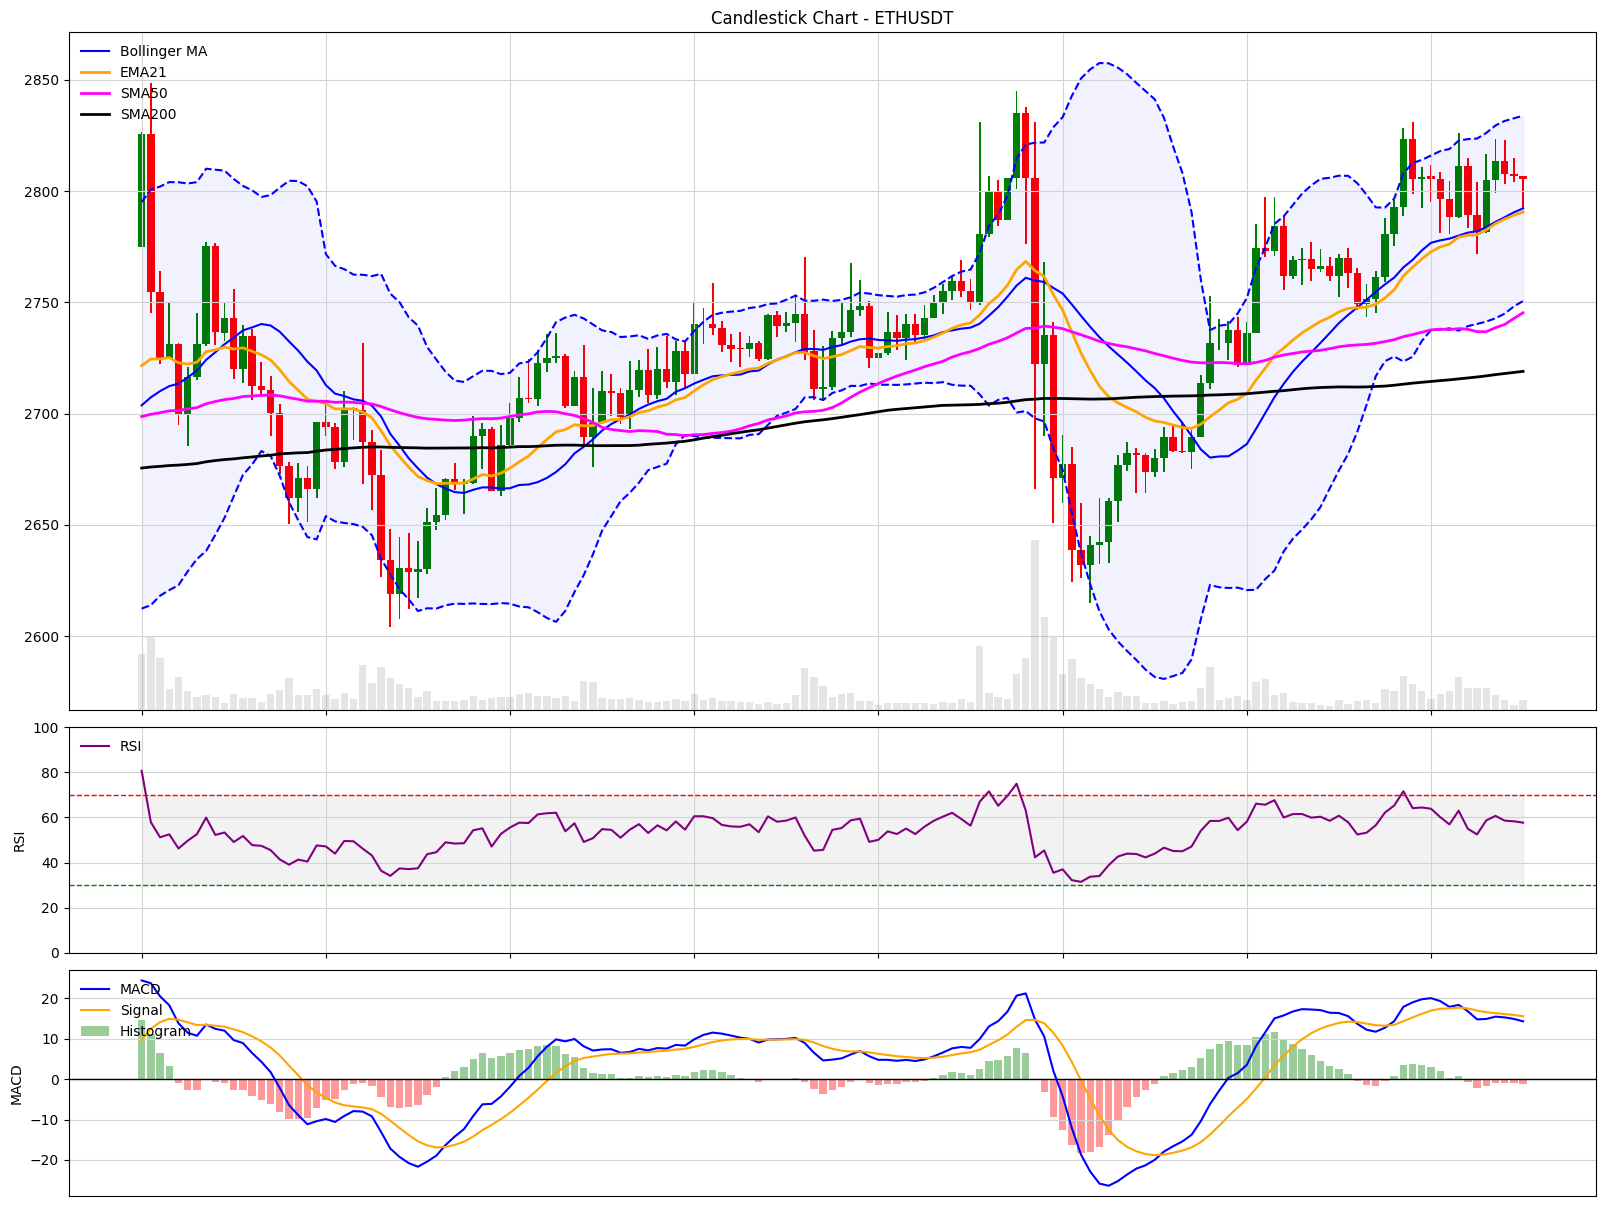 Candlestick Chart - ETHUSDT
Bollinger MA
EMA21
SMA50
SMA200
2850
2800
2750
2700
2650
2600
RSI
RSI
100
80
60
40
20
0
MACD
Signal
Histogram
MACD
20
10
0
−10
−20